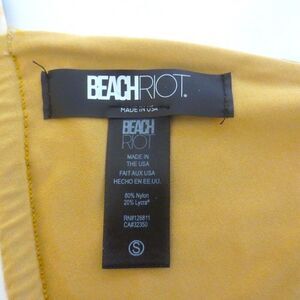 BEACHRIOT.
MADE IN USA
BEACH
RIOT
MADE IN
THE USA
FAIT AUX USA
HECHO EN EE.UU.
80% Nylon
20% Lycra®
RN#126811
CA#32350
S